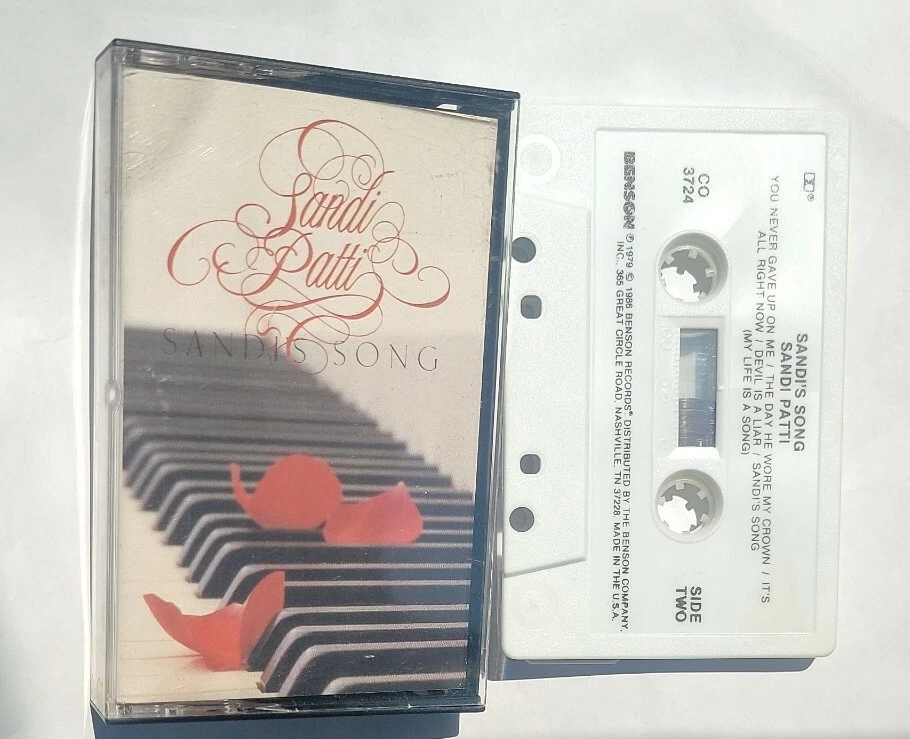 Sandi
Patti
SANDI'S SONG
SANDI'S SONG
SANDI PATTI
YOU NEVER GAVE UP ON ME / THE DAY HE WORE MY CROWN / IT'S
ALL RIGHT NOW / DEVIL IS A LIAR / SANDI'S SONG
(MY LIFE IS A SONG)
CO
3724
SIDE
TWO
BENSON ℗ 1979, © 1986 BENSON RECORDS® DISTRIBUTED BY THE BENSON COMPANY,
INC., 365 GREAT CIRCLE ROAD, NASHVILLE, TN 37228. MADE IN THE U.S.A.